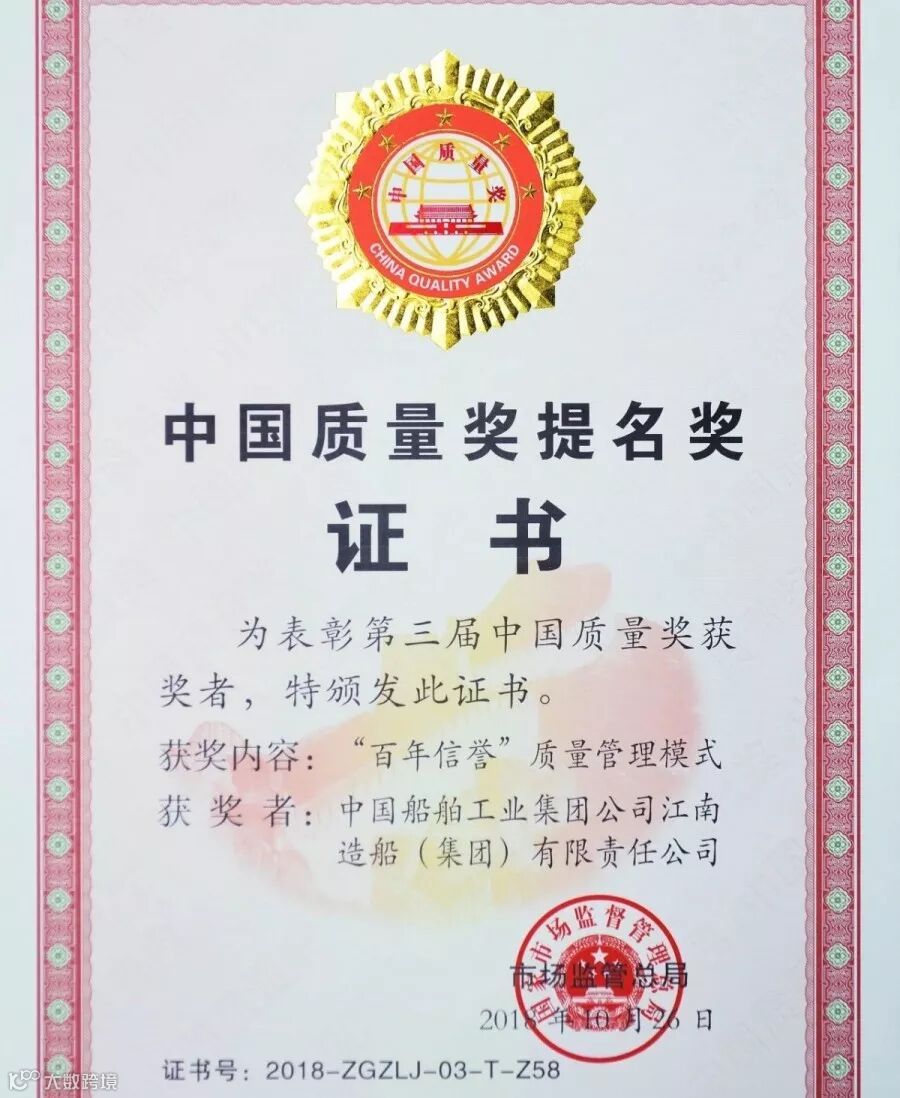 中国质量奖
CHINA QUALITY AWARD
中国质量奖提名奖
证书
为表彰第三届中国质量奖获
奖者，特颁发此证书。
获奖内容：“百年信誉”质量管理模式
获奖者：中国船舶工业集团公司江南
造船（集团）有限责任公司
国家市场监督管理总局
市场监管总局
2018年10月26日
证书号：2018-ZGZLJ-03-T-Z58
大数跨境